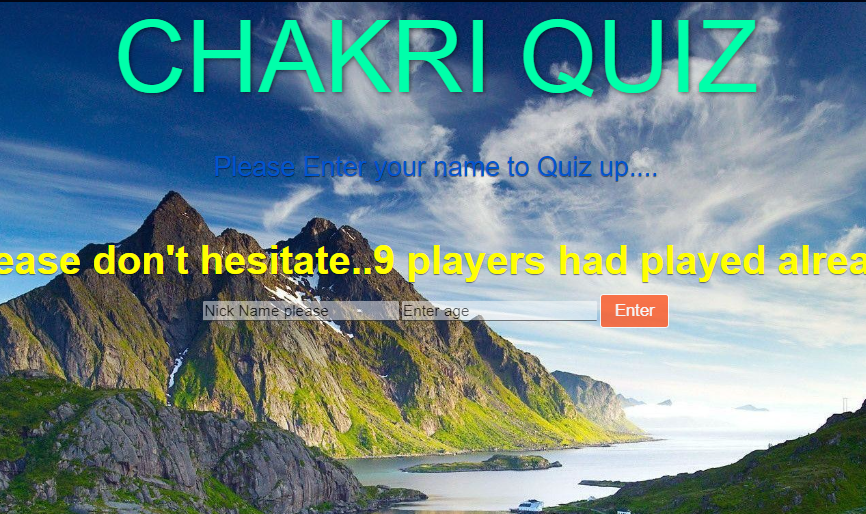 CHAKRI QUIZ
Please Enter your name to Quiz up....
ease don't hesitate..9 players had played alrea
Nick Name please Enter age Enter